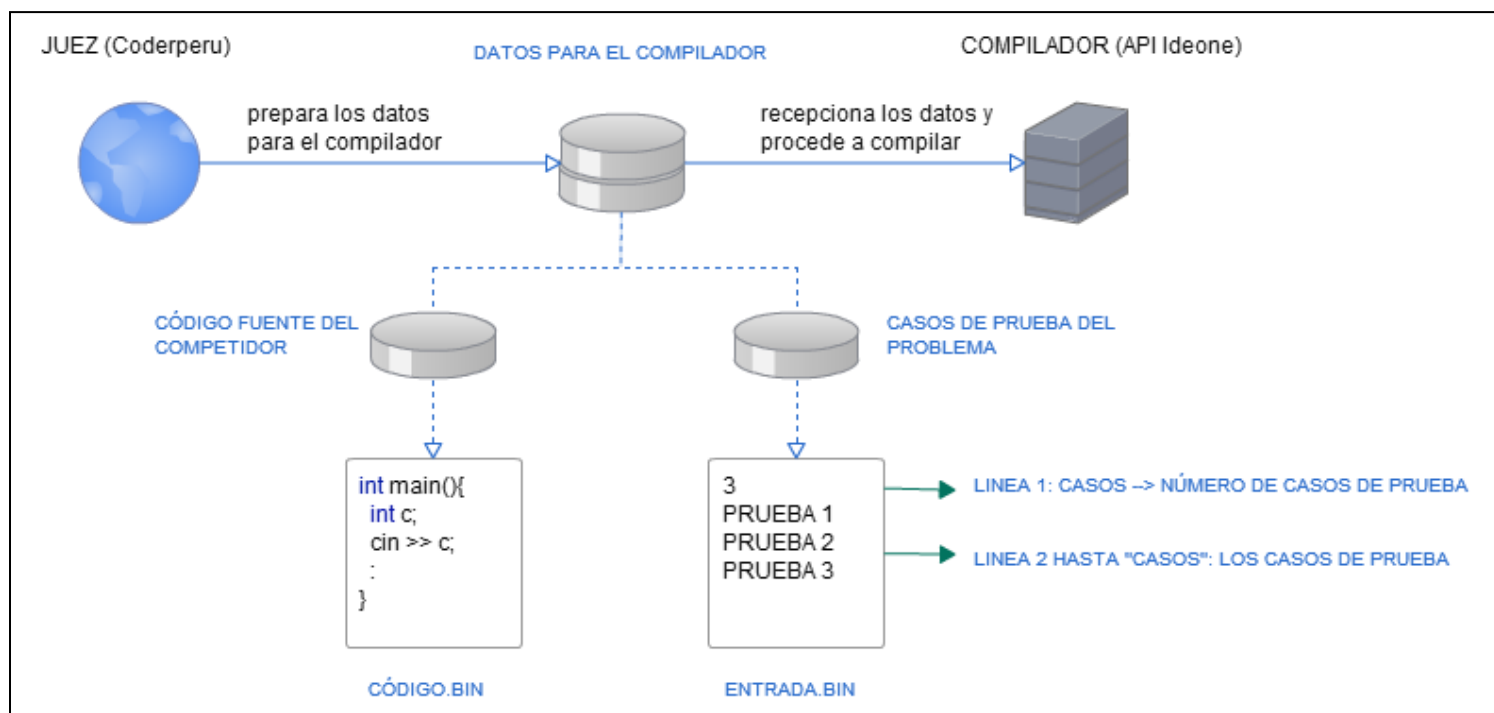 JUEZ (Coderperu)
DATOS PARA EL COMPILADOR
COMPILADOR (API Ideone)
prepara los datos
para el compilador
recepciona los datos y
procede a compilar
CÓDIGO FUENTE DEL
COMPETIDOR
CASOS DE PRUEBA DEL
PROBLEMA
int main(){
int c;
cin >> c;
:
}
3
PRUEBA 1
PRUEBA 2
PRUEBA 3
LINEA 1: CASOS --> NÚMERO DE CASOS DE PRUEBA
LINEA 2 HASTA "CASOS": LOS CASOS DE PRUEBA
CÓDIGO.BIN
ENTRADA.BIN